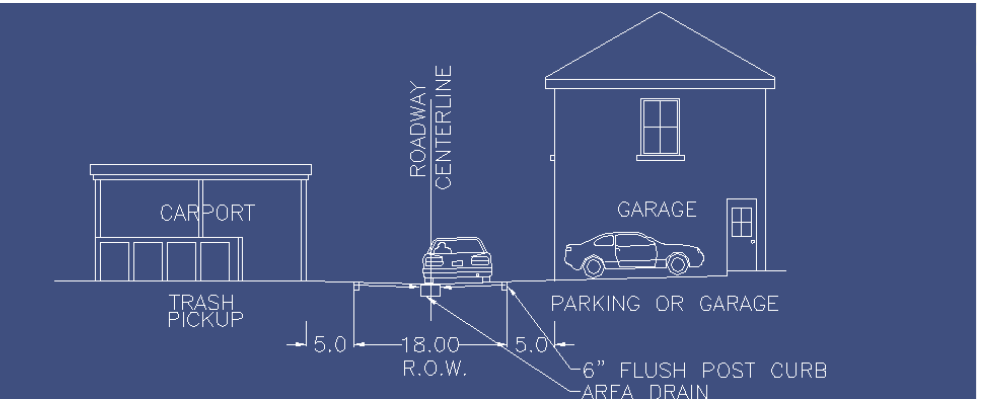 ROADWAY
CENTERLINE
CARPORT
GARAGE
TRASH
PICKUP
PARKING OR GARAGE
5.0
18.00
5.0
R.O.W.
6" FLUSH POST CURB
AREA DRAIN